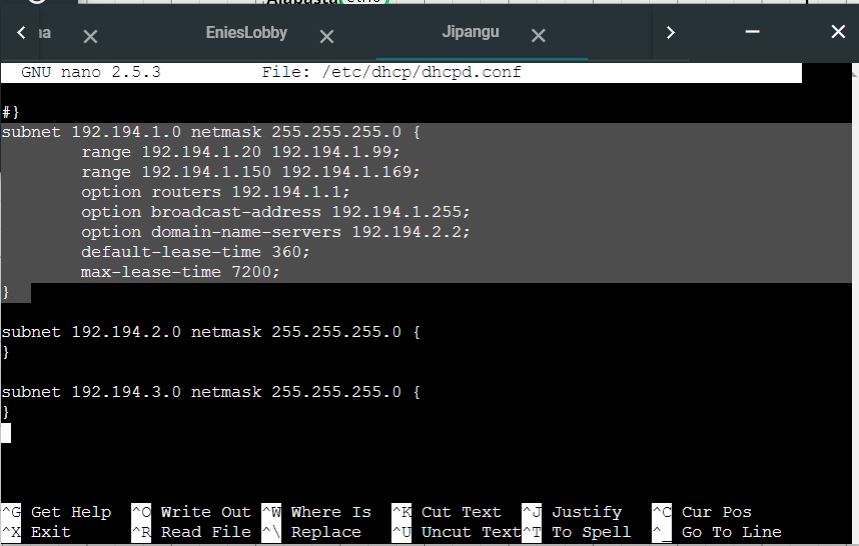 EniesLobby
Jipangu
GNU nano 2.5.3 File: /etc/dhcp/dhcpd.conf
#}
subnet 192.194.1.0 netmask 255.255.255.0 {
range 192.194.1.20 192.194.1.99;
range 192.194.1.150 192.194.1.169;
option routers 192.194.1.1;
option broadcast-address 192.194.1.255;
option domain-name-servers 192.194.2.2;
default-lease-time 360;
max-lease-time 7200;
}
subnet 192.194.2.0 netmask 255.255.255.0 {
}
subnet 192.194.3.0 netmask 255.255.255.0 {
}
^G Get Help ^O Write Out ^W Where Is ^K Cut Text ^J Justify ^C Cur Pos
^X Exit ^R Read File ^\ Replace ^U Uncut Text ^T To Spell ^_ Go To Line